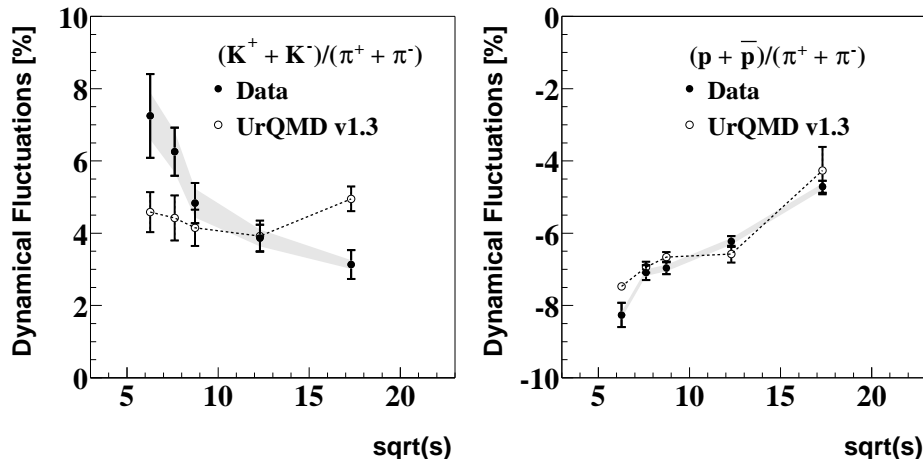 Dynamical Fluctuations [%]
10
8
6
4
2
0
(K⁺ + K⁻)/(π⁺ + π⁻)
Data
UrQMD v1.3
5
10
15
20
sqrt(s)
Dynamical Fluctuations [%]
-0
-2
-4
-6
-8
-10
(p + p̅)/(π⁺ + π⁻)
Data
UrQMD v1.3
5
10
15
20
sqrt(s)